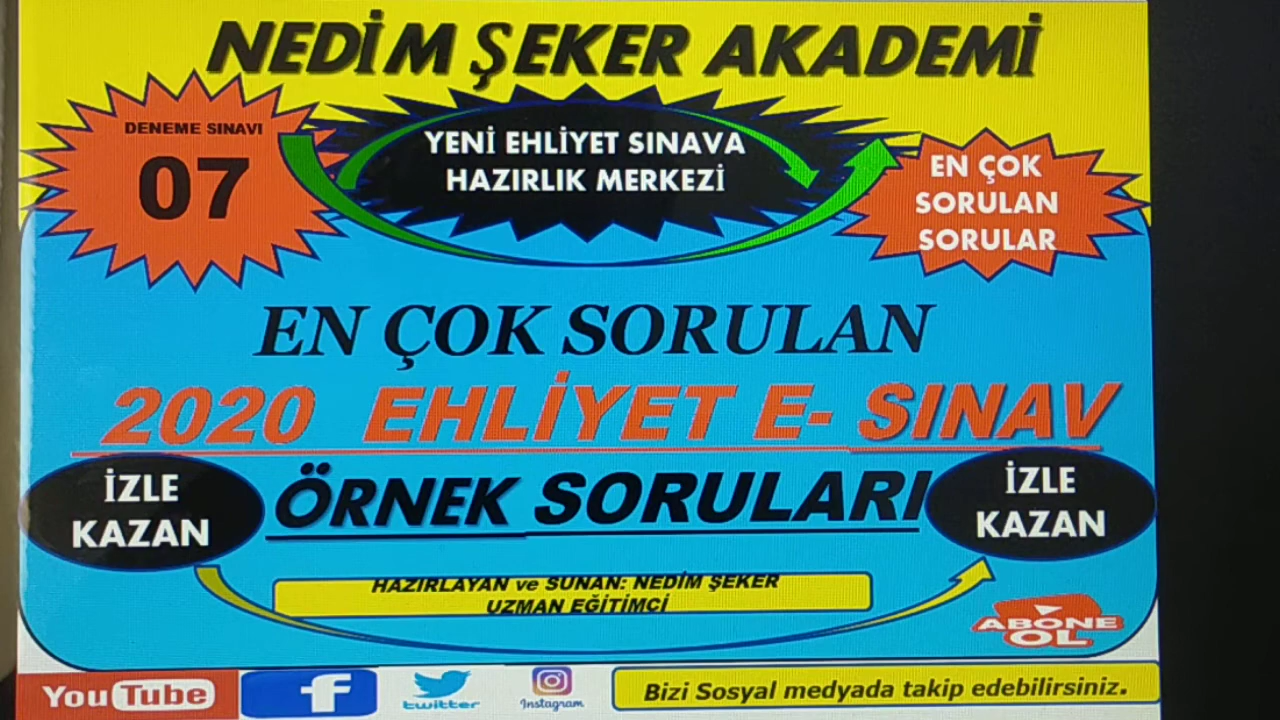 NEDİM ŞEKER AKADEMİ
DENEME SINAVI
07
YENİ EHLİYET SINAVA
HAZIRLIK MERKEZİ
EN ÇOK
SORULAN
SORULAR
EN ÇOK SORULAN
2020 EHLİYET E- SINAV
İZLE
KAZAN
ÖRNEK SORULARI
İZLE
KAZAN
HAZIRLAYAN ve SUNAN: NEDİM ŞEKER
UZMAN EĞİTİMCİ
ABONE
OL
YouTube
f
twitter
Instagram
Bizi Sosyal medyada takip edebilirsiniz.